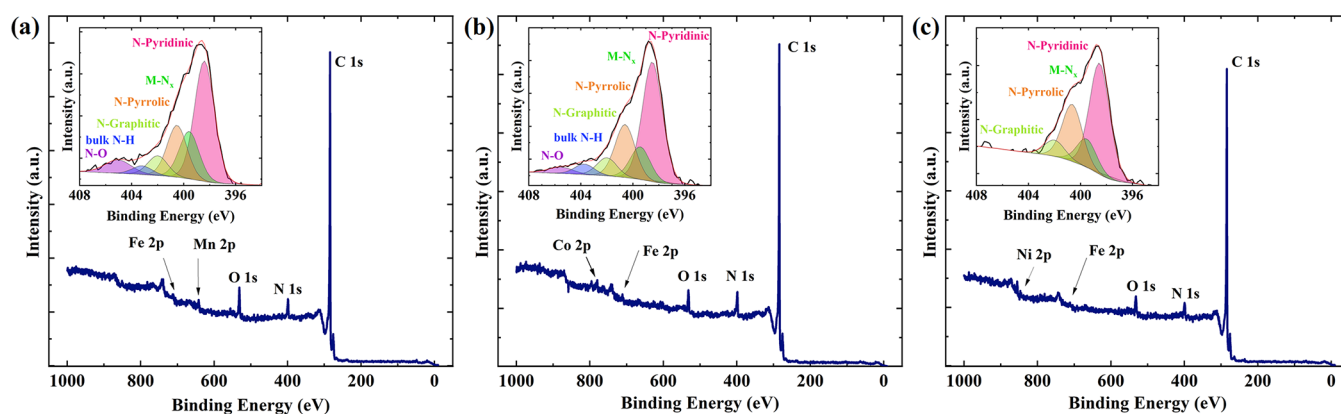 (a)
N-Pyridinic
M-Nx
N-Pyrrolic
N-Graphitic
bulk N-H
N-O
Intensity (a.u.)
408 404 400 396
Binding Energy (eV)
C 1s
Fe 2p
Mn 2p
O 1s
N 1s
Intensity (a.u.)
1000 800 600 400 200 0
Binding Energy (eV)
(b)
N-Pyridinic
M-Nx
N-Pyrrolic
N-Graphitic
bulk N-H
N-O
Intensity (a.u.)
408 404 400 396
Binding Energy (eV)
C 1s
Co 2p
Fe 2p
O 1s
N 1s
Intensity (a.u.)
1000 800 600 400 200 0
Binding Energy (eV)
(c)
N-Pyridinic
M-Nx
N-Pyrrolic
N-Graphitic
Intensity (a.u.)
408 404 400 396
Binding Energy (eV)
C 1s
Ni 2p
Fe 2p
O 1s
N 1s
Intensity (a.u.)
1000 800 600 400 200 0
Binding Energy (eV)